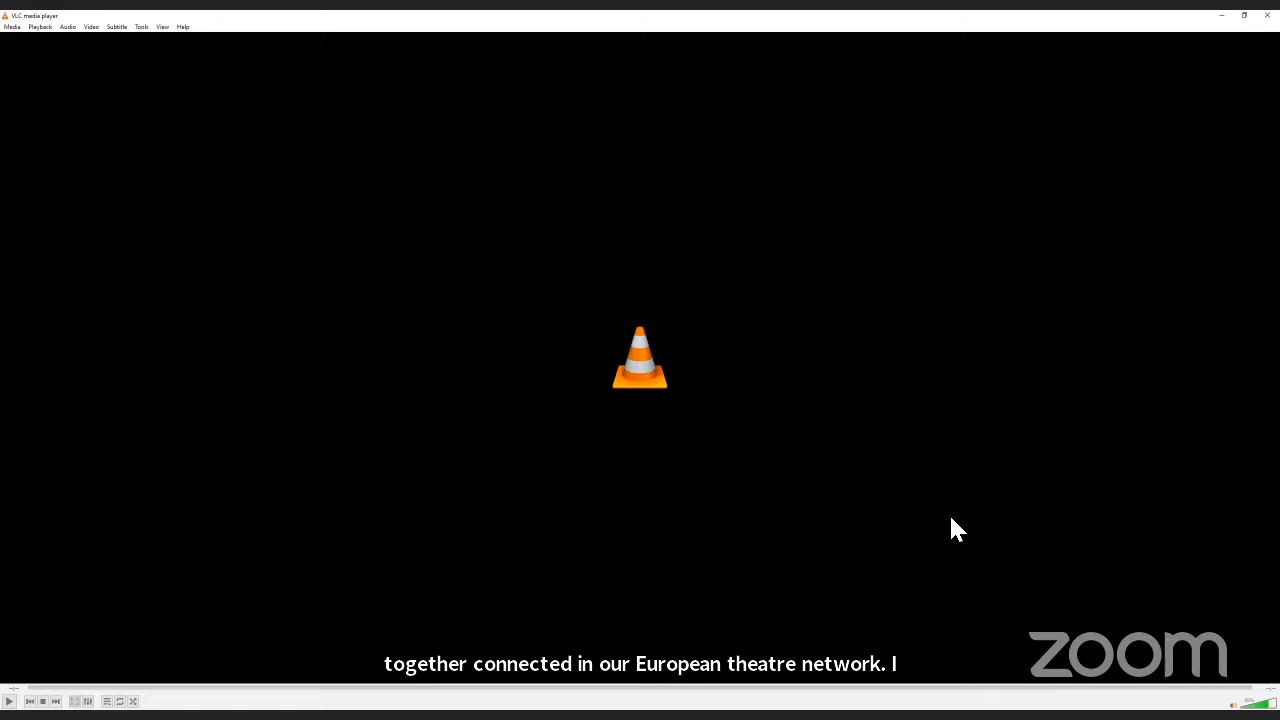 VLC media player
Media Playback Audio Video Subtitle Tools View Help
together connected in our European theatre network. I
zoom